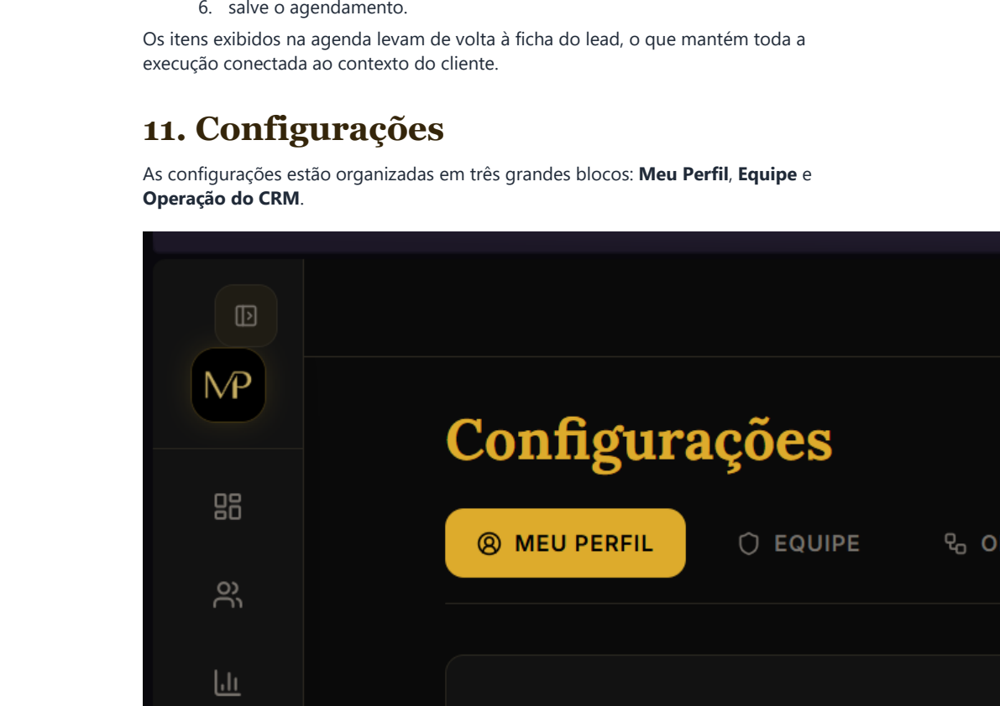 6. salve o agendamento.
Os itens exibidos na agenda levam de volta à ficha do lead, o que mantém toda a
execução conectada ao contexto do cliente.
11. Configurações
As configurações estão organizadas em três grandes blocos: Meu Perfil, Equipe e
Operação do CRM.
MP
Configurações
MEU PERFIL EQUIPE O